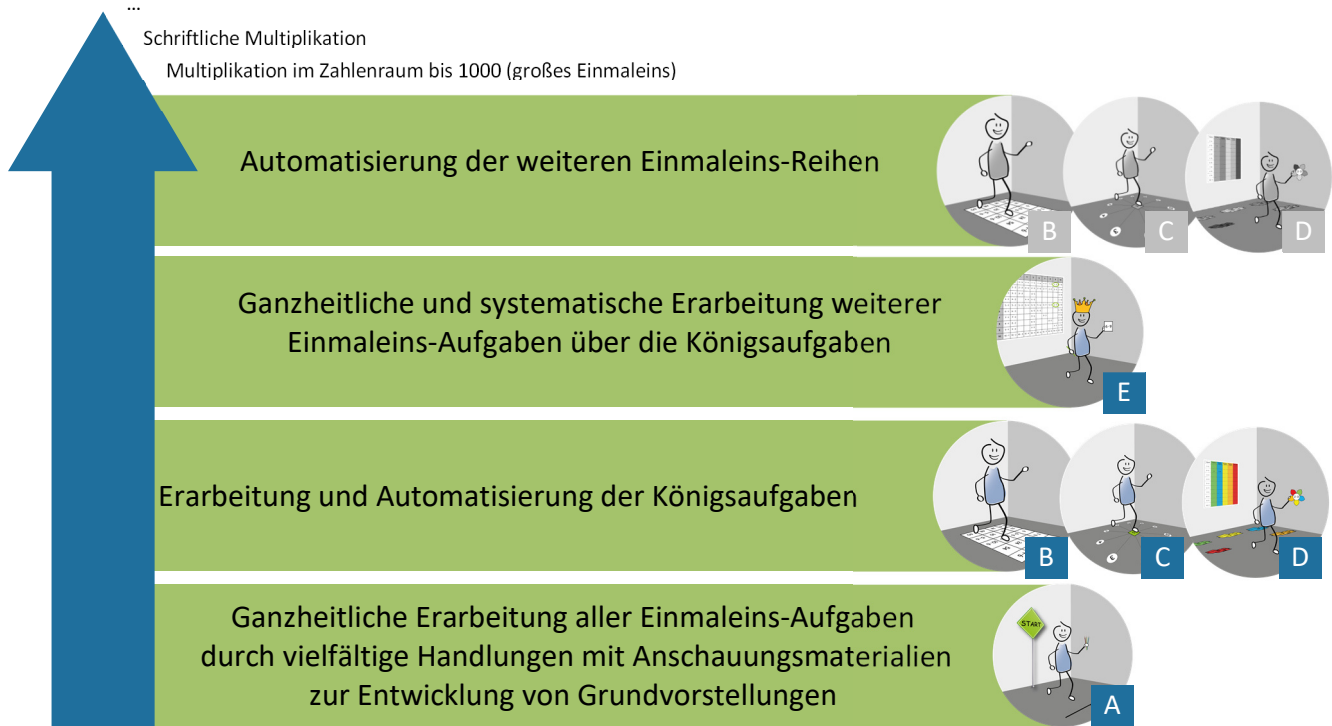 ...
Schriftliche Multiplikation
Multiplikation im Zahlenraum bis 1000 (großes Einmaleins)
Automatisierung der weiteren Einmaleins-Reihen
B C D
Ganzheitliche und systematische Erarbeitung weiterer
Einmaleins-Aufgaben über die Königsaufgaben
E
Erarbeitung und Automatisierung der Königsaufgaben
B C D
Ganzheitliche Erarbeitung aller Einmaleins-Aufgaben
durch vielfältige Handlungen mit Anschauungsmaterialien
zur Entwicklung von Grundvorstellungen
START
A